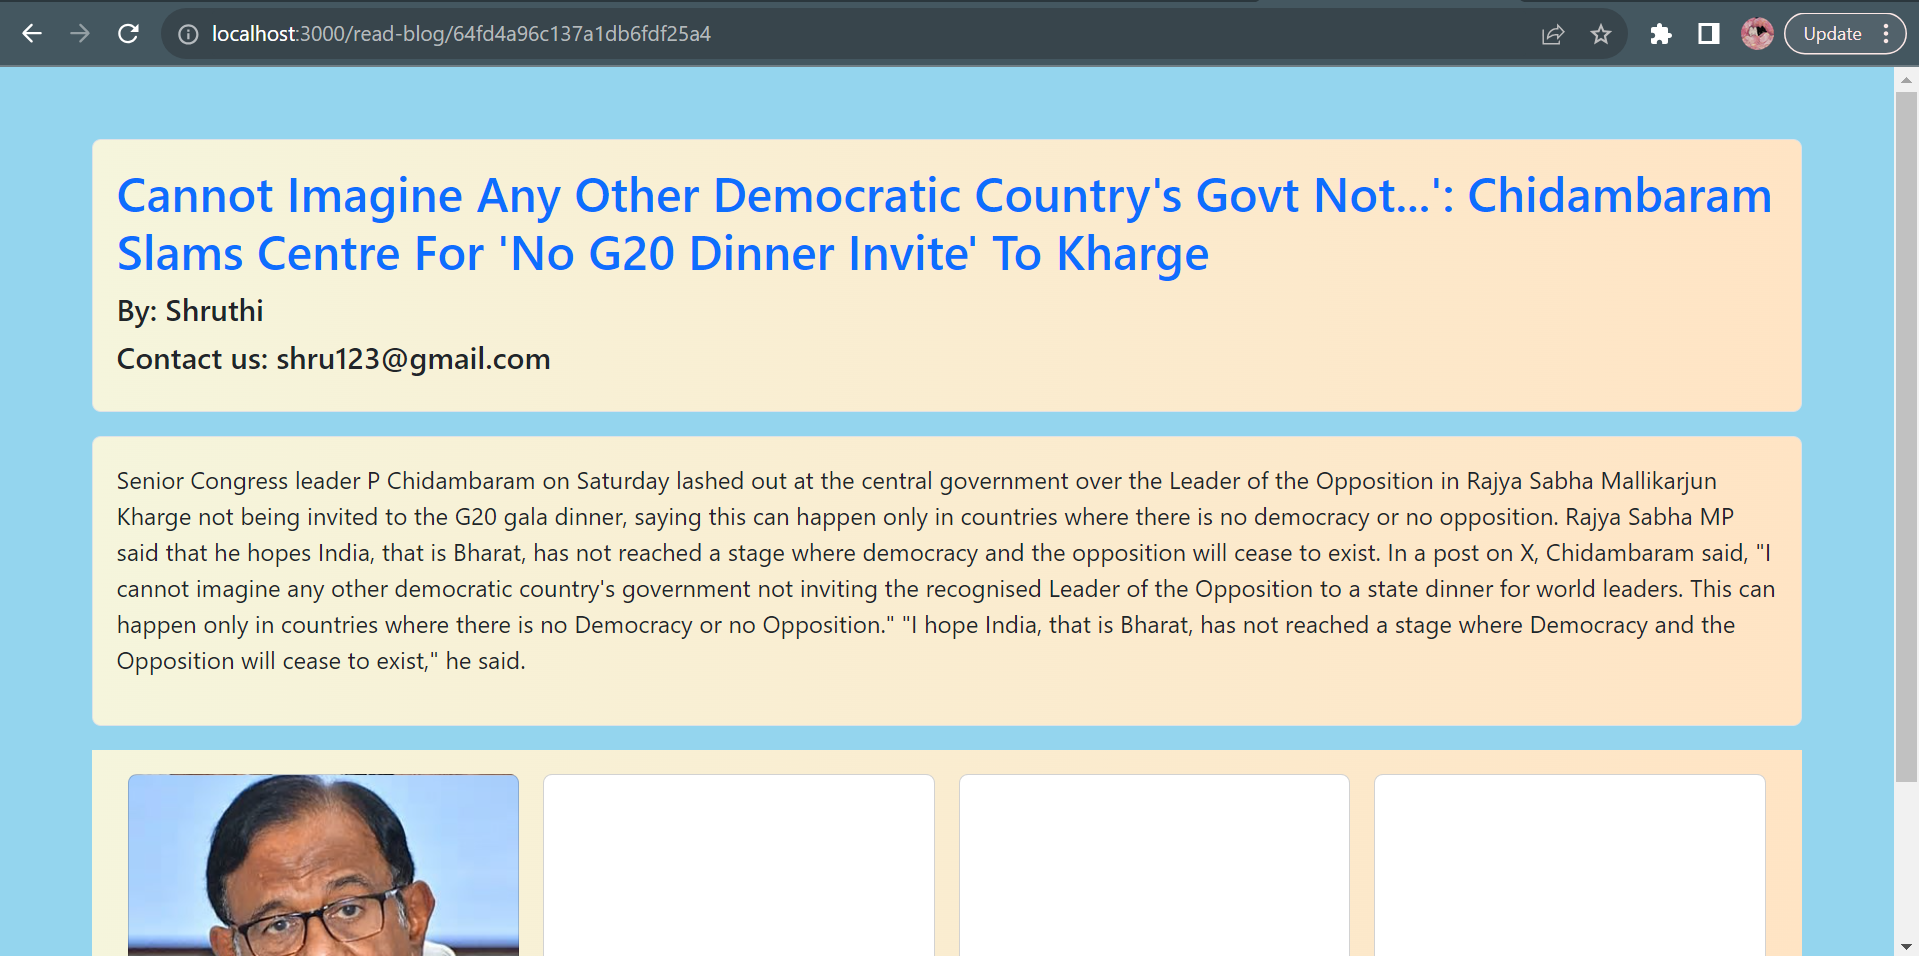 localhost:3000/read-blog/64fd4a96c137a1db6fdf25a4
Update
Cannot Imagine Any Other Democratic Country's Govt Not...': Chidambaram
Slams Centre For 'No G20 Dinner Invite' To Kharge
By: Shruthi
Contact us: shru123@gmail.com
Senior Congress leader P Chidambaram on Saturday lashed out at the central government over the Leader of the Opposition in Rajya Sabha Mallikarjun
Kharge not being invited to the G20 gala dinner, saying this can happen only in countries where there is no democracy or no opposition. Rajya Sabha MP
said that he hopes India, that is Bharat, has not reached a stage where democracy and the opposition will cease to exist. In a post on X, Chidambaram said, "I
cannot imagine any other democratic country's government not inviting the recognised Leader of the Opposition to a state dinner for world leaders. This can
happen only in countries where there is no Democracy or no Opposition." "I hope India, that is Bharat, has not reached a stage where Democracy and the
Opposition will cease to exist," he said.